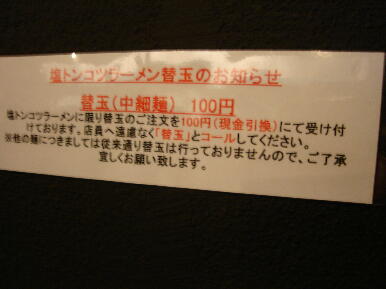 塩トンコツラーメン替玉のお知らせ
替玉(中細麺) 100円
塩トンコツラーメンに限り替玉のご注文を100円(現金引換)にて受け付
けております。店員へ遠慮なく「替玉」とコールしてください。
※他の麺につきましては従来通り替玉は行っておりませんので、ご了承
宜しくお願い致します。